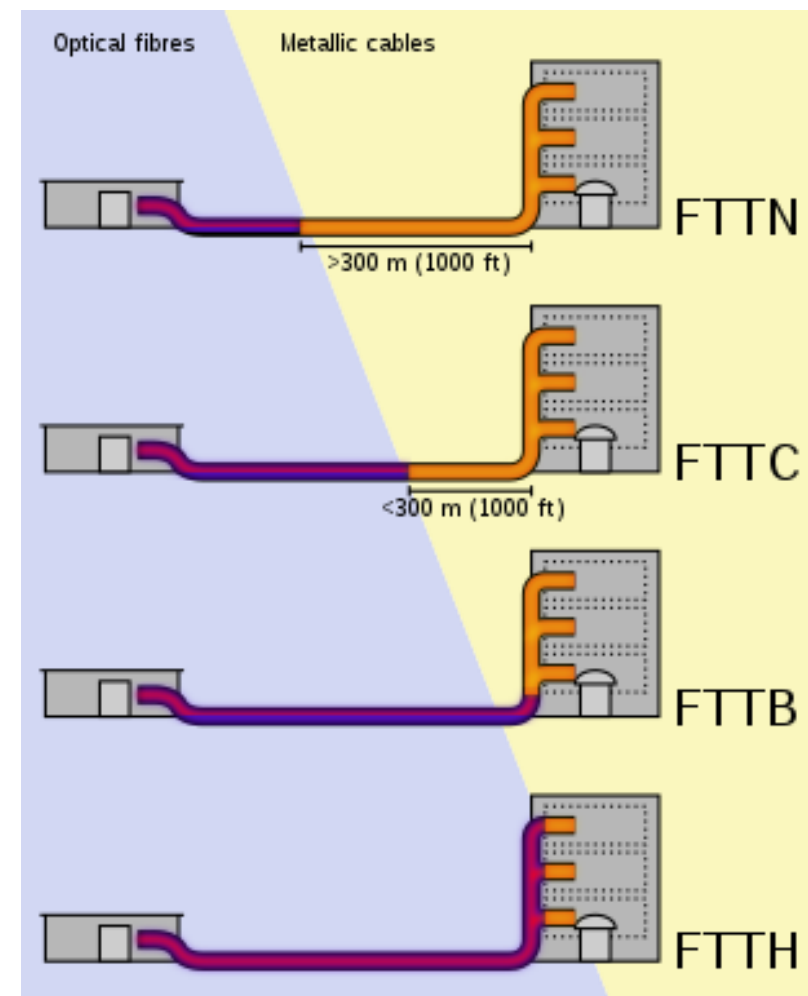 Optical fibres
Metallic cables
FTTN
>300 m (1000 ft)
FTTC
<300 m (1000 ft)
FTTB
FTTH